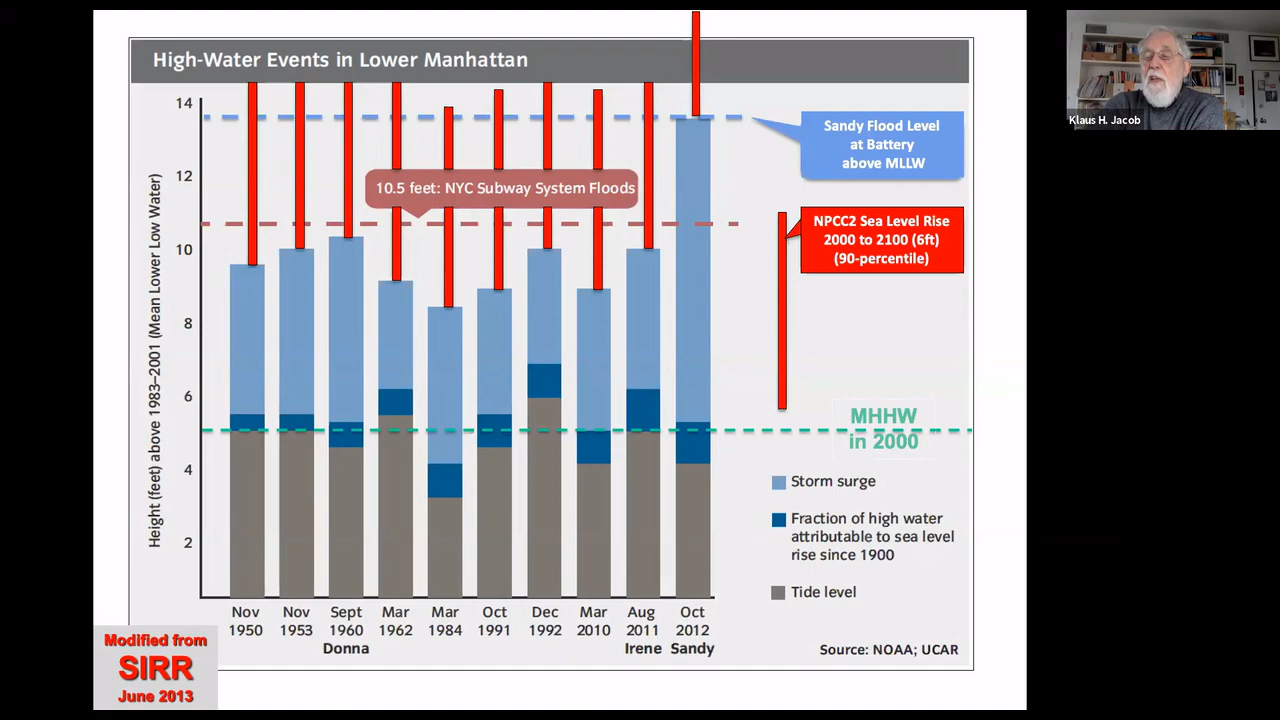 High-Water Events in Lower Manhattan
Klaus H. Jacob
Height (feet) above 1983–2001 (Mean Lower Low Water)
14
12
10
8
6
4
2
Sandy Flood Level
at Battery
above MLLW
10.5 feet: NYC Subway System Floods
NPCC2 Sea Level Rise
2000 to 2100 (6ft)
(90-percentile)
MHHW
in 2000
Storm surge
Fraction of high water
attributable to sea level
rise since 1900
Tide level
Nov
1950
Nov
1953
Sept
1960
Donna
Mar
1962
Mar
1984
Oct
1991
Dec
1992
Mar
2010
Aug
2011
Irene
Oct
2012
Sandy
Source: NOAA; UCAR
Modified from
SIRR
June 2013